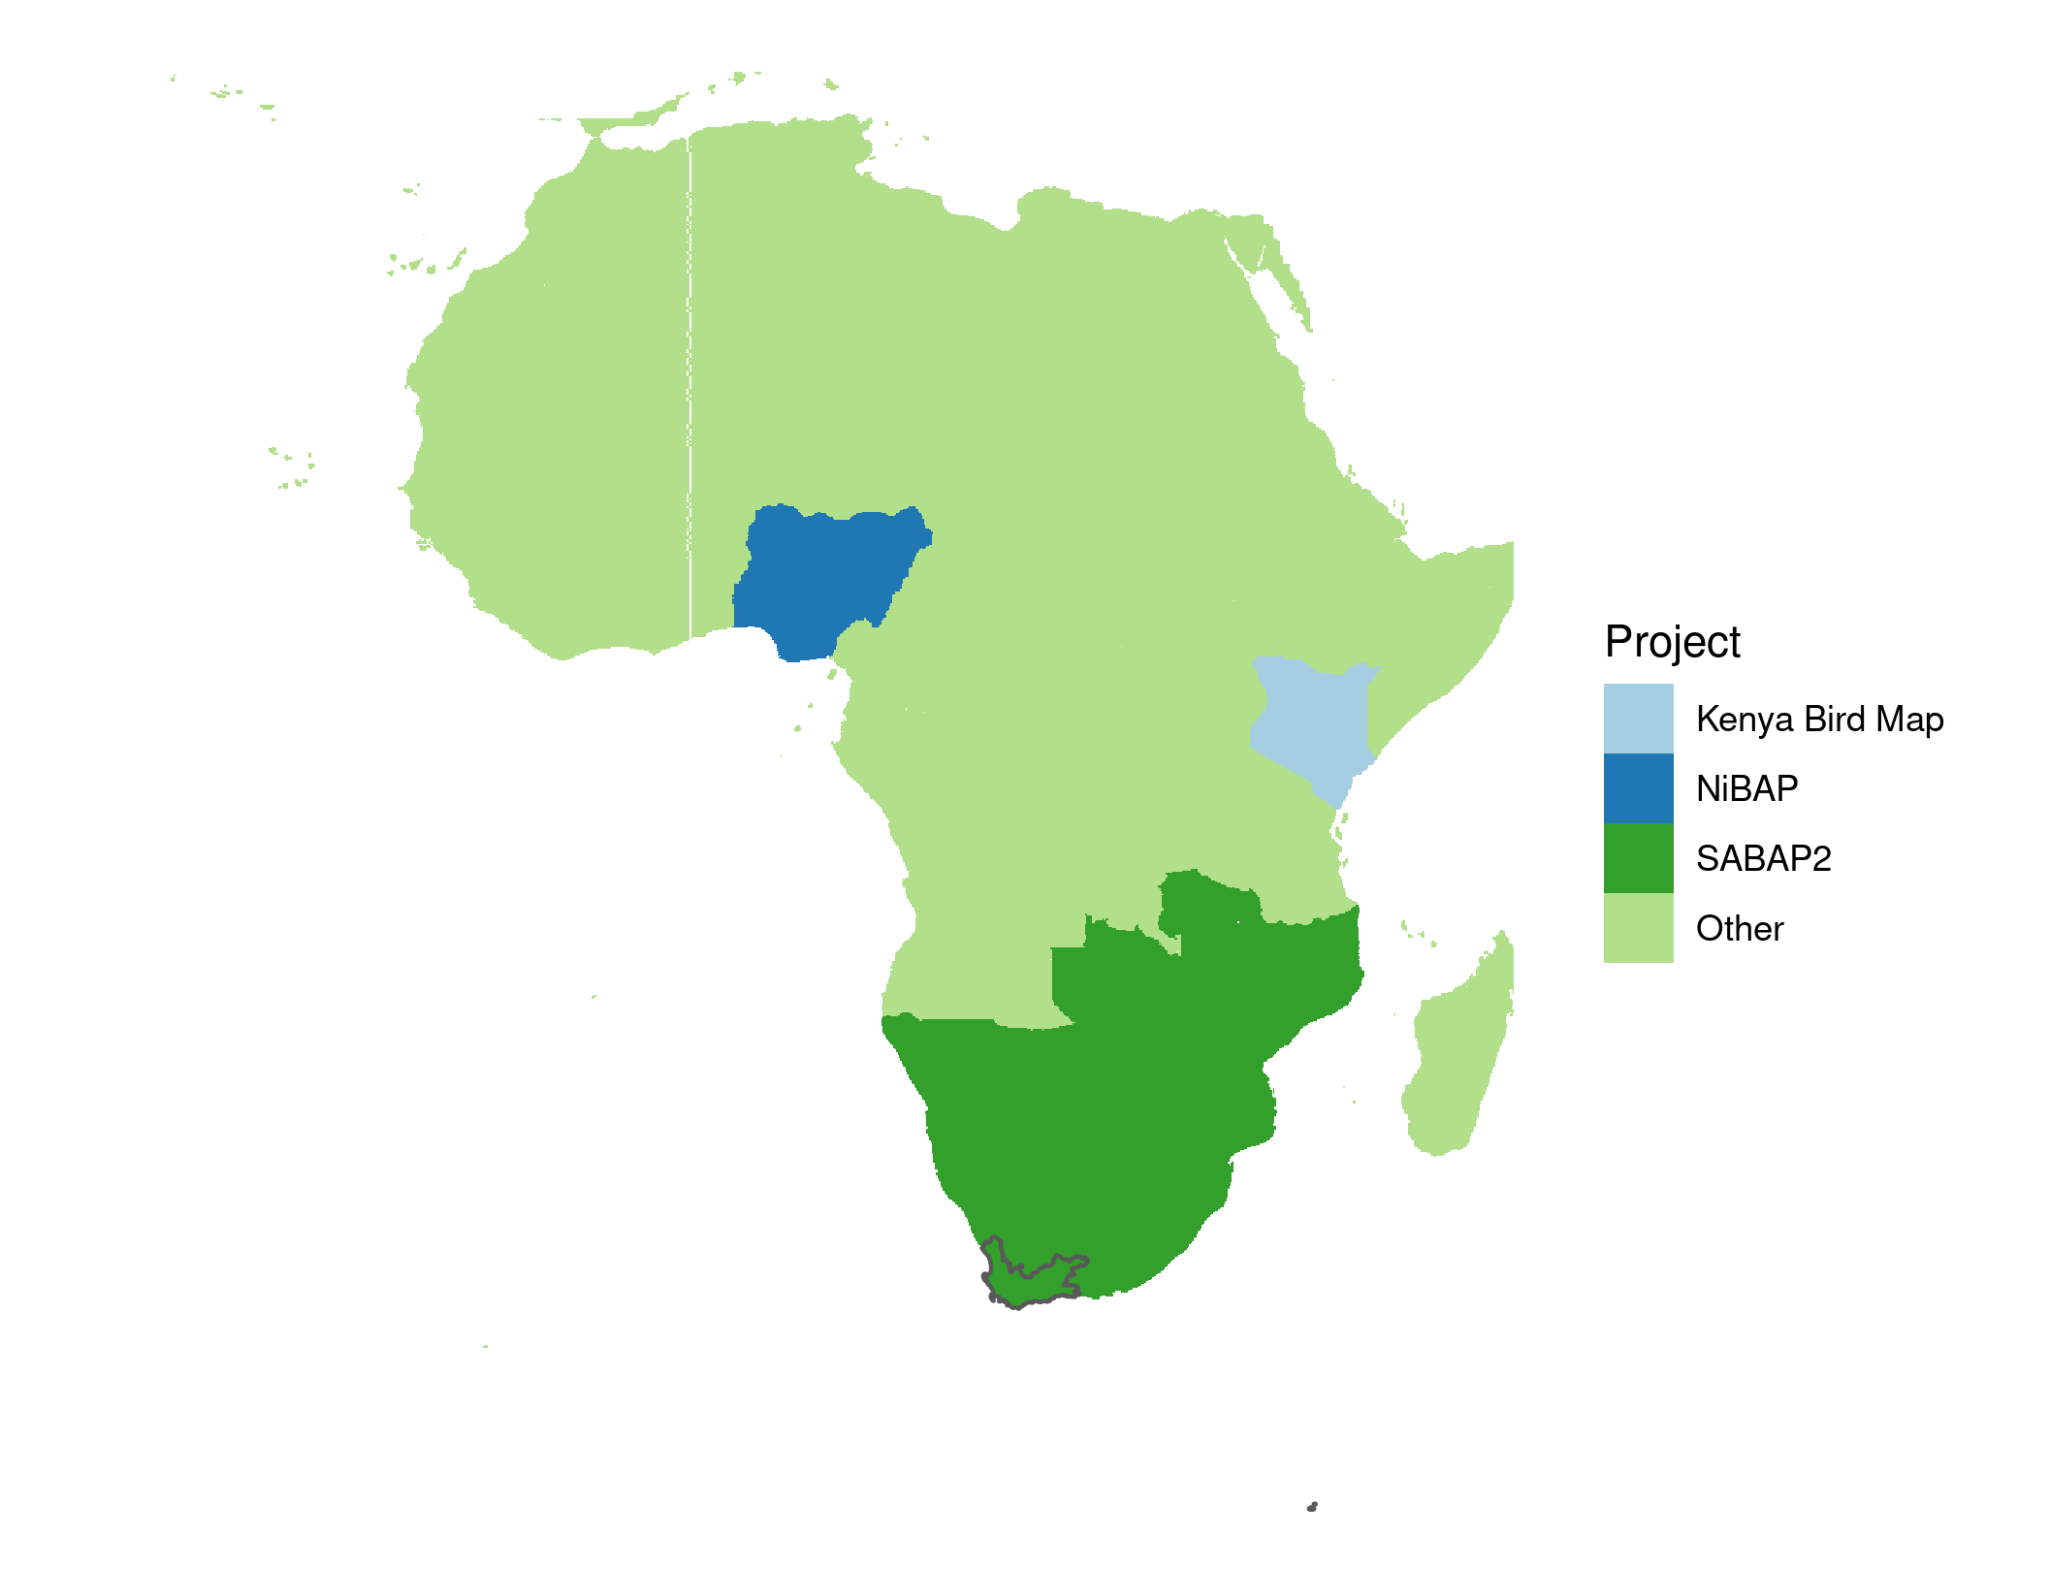 Project
Kenya Bird Map
NiBAP
SABAP2
Other